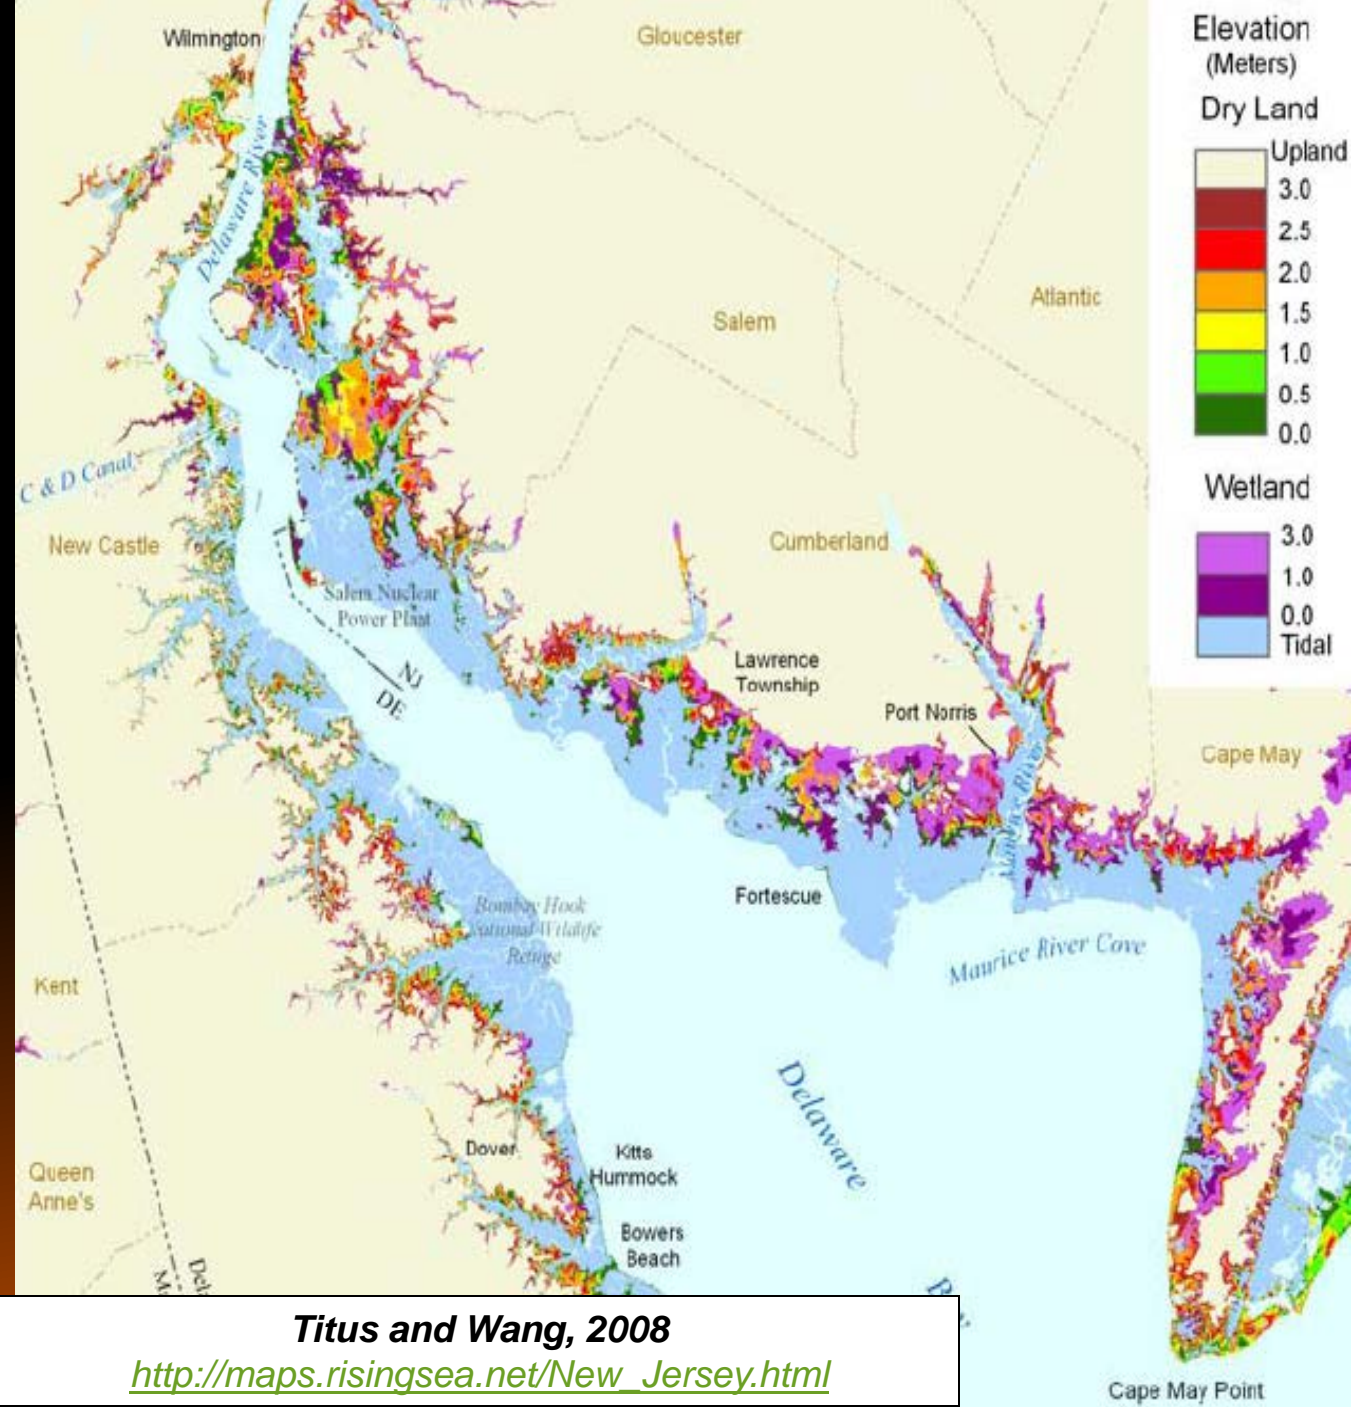 Wilmington
Gloucester
Delaware River
Salem
Atlantic
C & D Canal
New Castle
Salem Nuclear
Power Plant
Cumberland
NJ
DE
Lawrence
Township
Port Norris
Cape May
Maurice River
Fortescue
Bombay Hook
National Wildlife
Refuge
Maurice River Cove
Kent
Delaware
Queen
Anne's
Dover
Kitts
Hummock
Bowers
Beach
Cape May Point
Elevation
(Meters)
Dry Land
Upland
3.0
2.5
2.0
1.5
1.0
0.5
0.0
Wetland
3.0
1.0
0.0
Tidal
Titus and Wang, 2008
http://maps.risingsea.net/New_Jersey.html